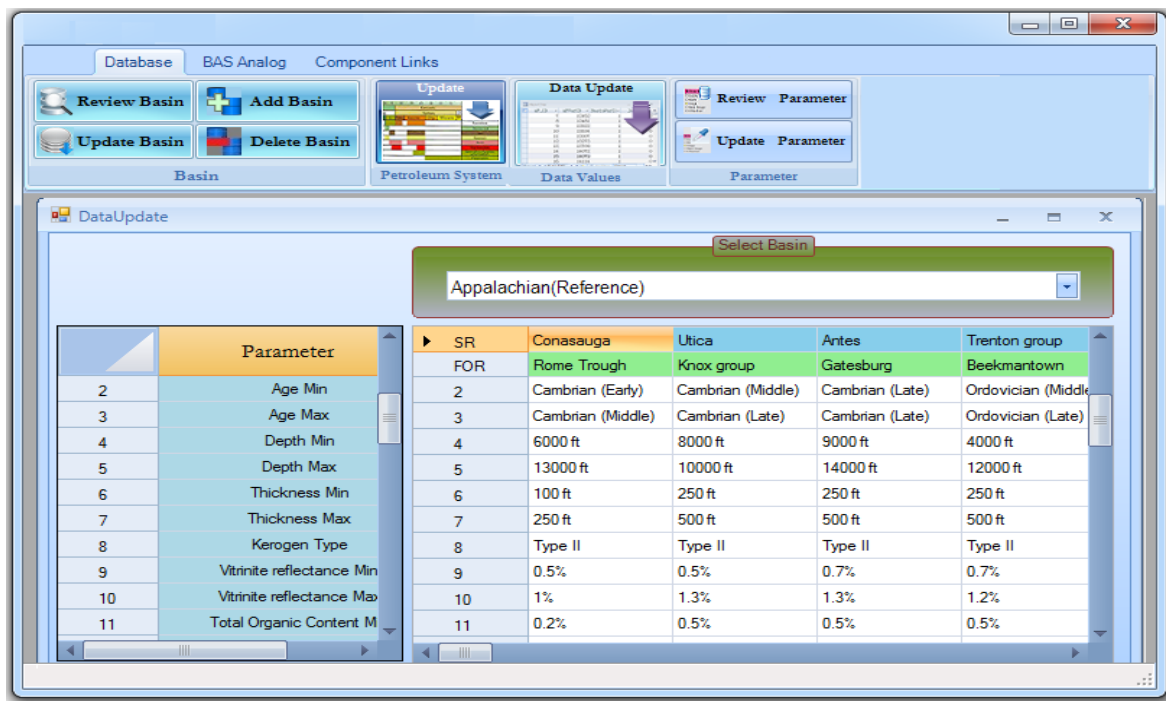 Database BAS Analog Component Links
Review Basin Add Basin Update Data Update Review Parameter
Update Basin Delete Basin Update Parameter
Basin Petroleum System Data Values Parameter
DataUpdate
Select Basin
Appalachian(Reference)
Parameter SR Conasauga Utica Antes Trenton group
FOR Rome Trough Knox group Gatesburg Beekmantown
2 Age Min 2 Cambrian (Early) Cambrian (Middle) Cambrian (Late) Ordovician (Middle
3 Age Max 3 Cambrian (Middle) Cambrian (Late) Cambrian (Late) Ordovician (Late)
4 Depth Min 4 6000 ft 8000 ft 9000 ft 4000 ft
5 Depth Max 5 13000 ft 10000 ft 14000 ft 12000 ft
6 Thickness Min 6 100 ft 250 ft 250 ft 250 ft
7 Thickness Max 7 250 ft 500 ft 500 ft 500 ft
8 Kerogen Type 8 Type II Type II Type II Type II
9 Vitrinite reflectance Min 9 0.5% 0.5% 0.7% 0.7%
10 Vitrinite reflectance Max 10 1% 1.3% 1.3% 1.2%
11 Total Organic Content M 11 0.2% 0.5% 0.5% 0.5%